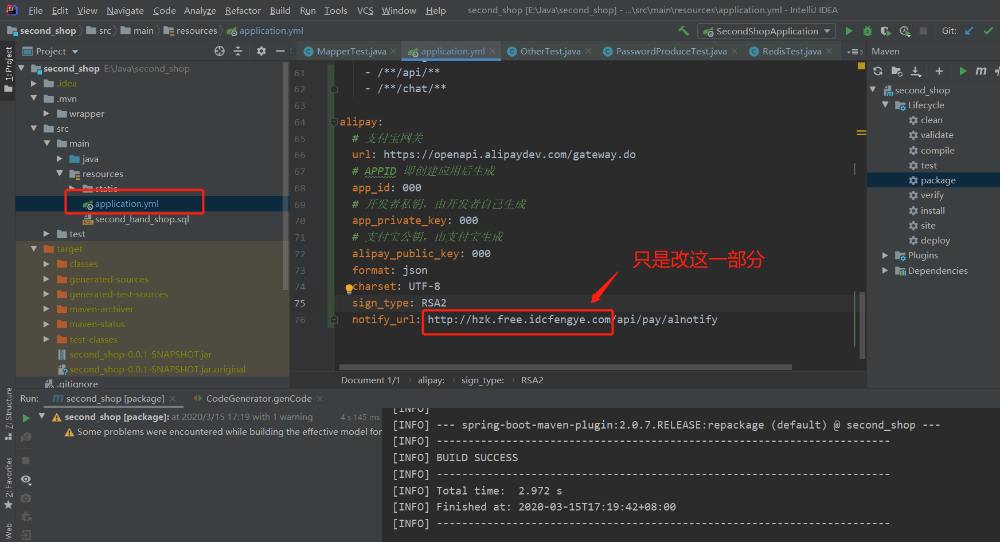 File Edit View Navigate Code Analyze Refactor Build Run Tools VCS Window Help second_shop [E:\Java\second_shop] - ...\src\main\resources\application.yml - IntelliJ IDEA
second_shop src main resources application.yml SecondShopApplication Git:
1: Project
Project
MapperTest.java application.yml OtherTest.java PasswordProduceTest.java RedisTest.java 3 Maven
second_shop E:\Java\second_shop
.idea
.mvn
wrapper
src
main
java
resources
static
application.yml
second_hand_shop.sql
test
target
classes
generated-sources
generated-test-sources
maven-archiver
maven-status
test-classes
second_shop-0.0.1-SNAPSHOT.jar
second_shop-0.0.1-SNAPSHOT.jar.original
.gitignore
61 - /**/api/**
62 - /**/chat/**
63
64 alipay:
65 # 支付宝网关
66 url: https://openapi.alipaydev.com/gateway.do
67 # APPID 即创建应用后生成
68 app_id: 000
69 # 开发者私钥，由开发者自己生成
70 app_private_key: 000
71 # 支付宝公钥，由支付宝生成
72 alipay_public_key: 000
73 format: json
74 charset: UTF-8
75 sign_type: RSA2
76 notify_url: http://hzk.free.idcfengye.com/api/pay/alnotify
只是改这一部分
Document 1/1 › alipay: › sign_type: › RSA2
second_shop
Lifecycle
clean
validate
compile
test
package
verify
install
site
deploy
Plugins
Dependencies
7: Structure
2: Favorites
Web
Run: second_shop [package] CodeGenerator.genCode
second_shop [package]: at 2020/3/15 17:19 with 1 warning 4 s 145 ms
Some problems were encountered while building the effective model for
[INFO]
[INFO] --- spring-boot-maven-plugin:2.0.7.RELEASE:repackage (default) @ second_shop ---
[INFO] ------------------------------------------------------------------------
[INFO] BUILD SUCCESS
[INFO] ------------------------------------------------------------------------
[INFO] Total time:  2.972 s
[INFO] Finished at: 2020-03-15T17:19:42+08:00
[INFO] ------------------------------------------------------------------------